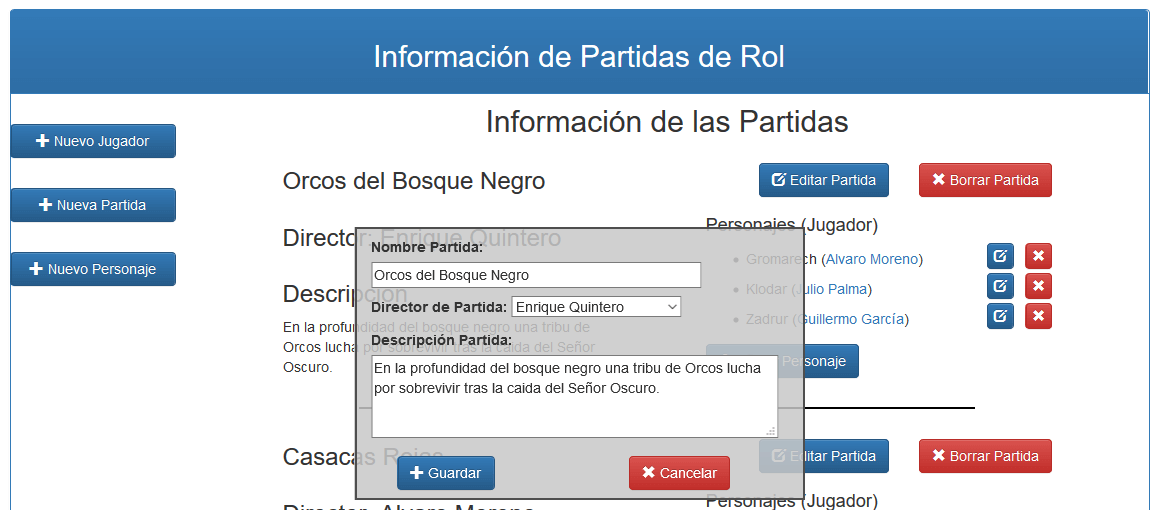 Información de Partidas de Rol
Nuevo Jugador
Nueva Partida
Nuevo Personaje
Información de las Partidas
Orcos del Bosque Negro
Editar Partida
Borrar Partida
Director: Enrique Quintero
Descripción
En la profundidad del bosque negro una tribu de
Orcos lucha por sobrevivir tras la caida del Señor
Oscuro.
Personajes (Jugador)
Gromarech (Alvaro Moreno)
Klodar (Julio Palma)
Zadrur (Guillermo García)
Personaje
Nombre Partida:
Orcos del Bosque Negro
Director de Partida: Enrique Quintero
Descripción Partida:
En la profundidad del bosque negro una tribu de Orcos lucha
por sobrevivir tras la caida del Señor Oscuro.
Guardar
Cancelar
Casacas Rojas
Editar Partida
Borrar Partida
Director: Alvaro Moreno
Personajes (Jugador)